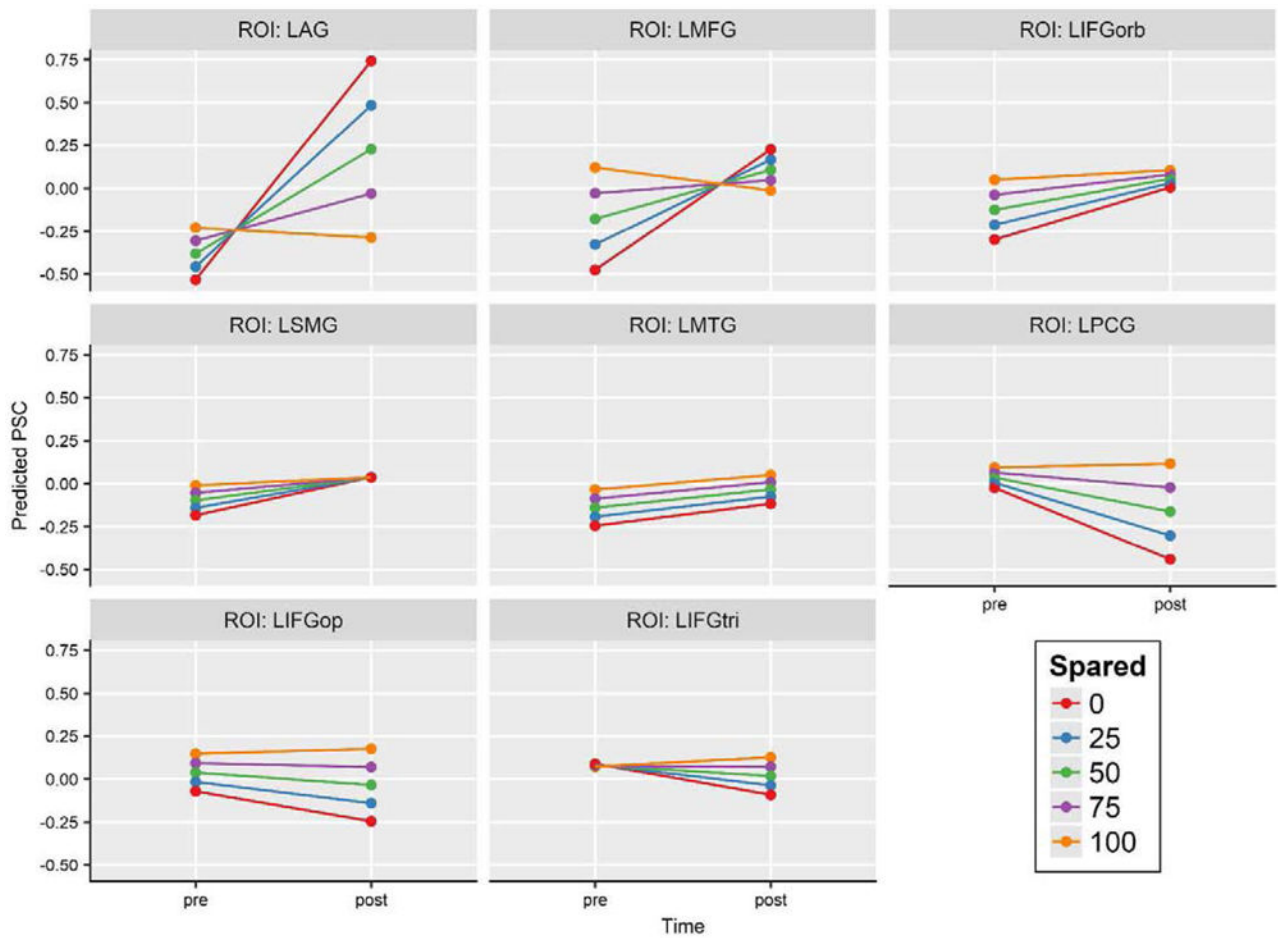 ROI: LAG ROI: LMFG ROI: LIFGorb
0.75
0.50
0.25
0.00
-0.25
-0.50
ROI: LSMG ROI: LMTG ROI: LPCG
0.75
0.50
0.25
0.00
-0.25
-0.50
Predicted PSC
pre post
ROI: LIFGop ROI: LIFGtri
0.75
0.50
0.25
0.00
-0.25
-0.50
pre post pre post
Time
Spared
0
25
50
75
100